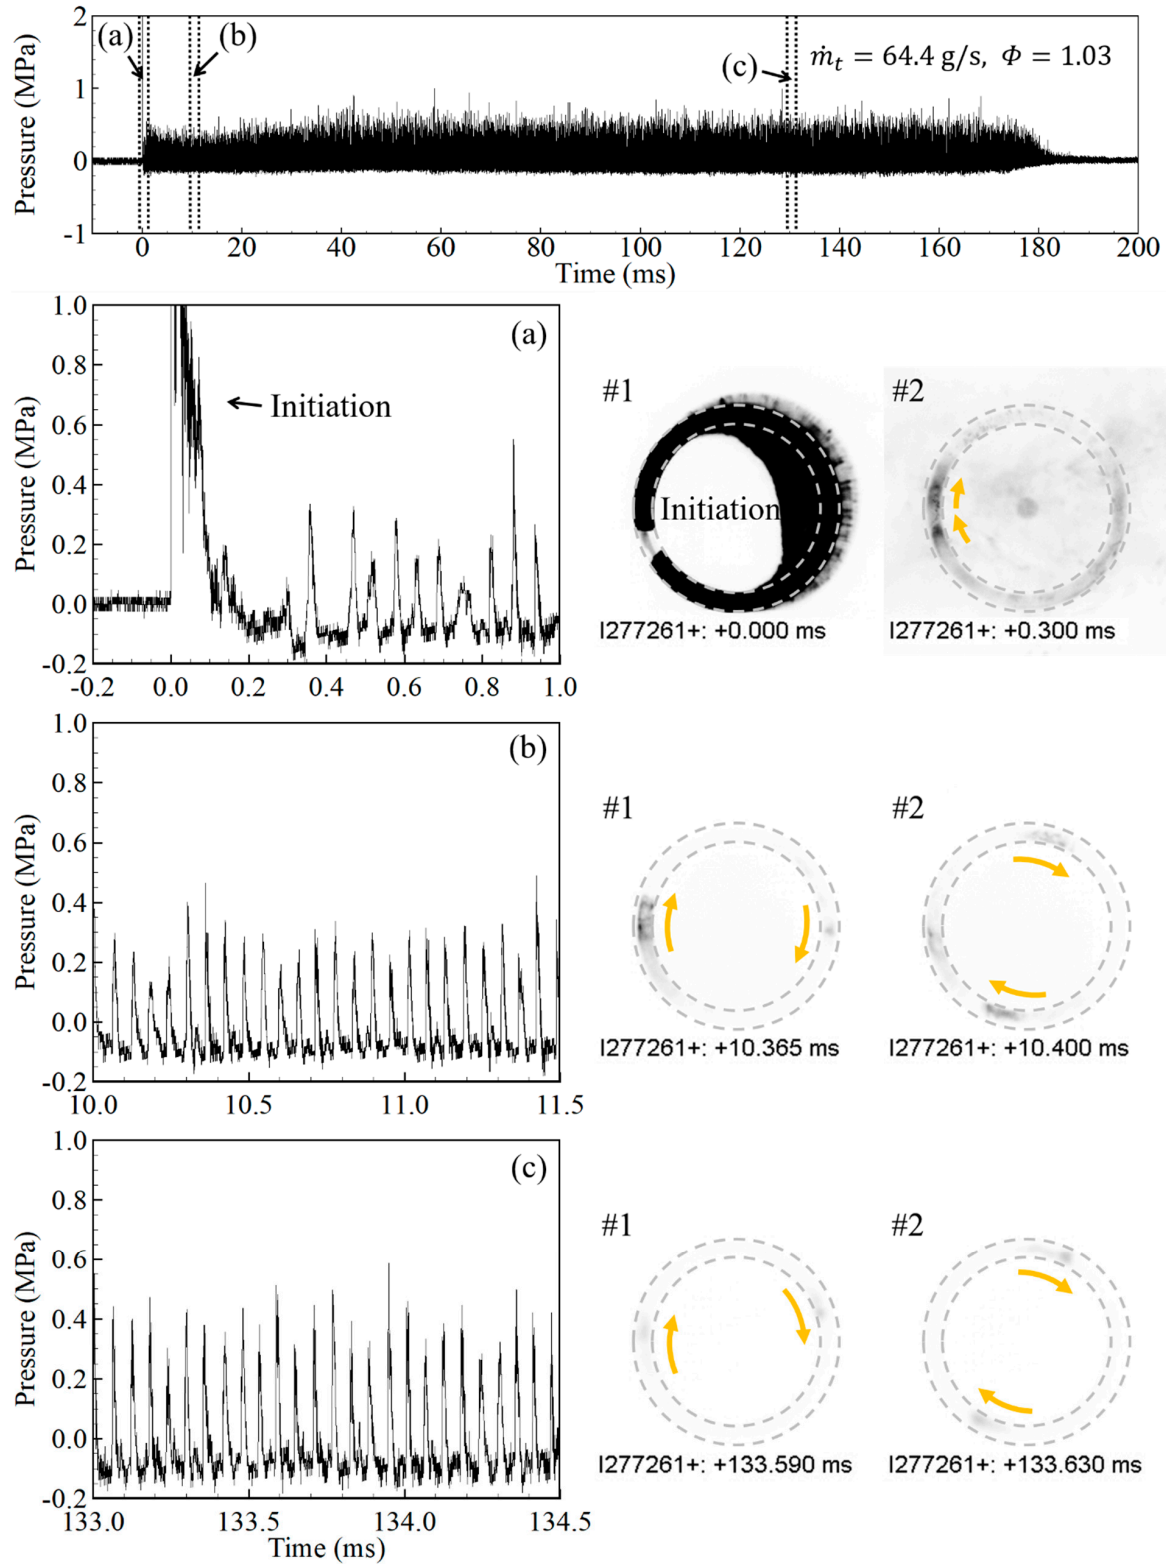 2
1
0
-1
Pressure (MPa)
(a)
(b)
(c)
ṁt = 64.4 g/s, Φ = 1.03
0 20 40 60 80 100 120 140 160 180 200
Time (ms)
1.0
0.8
0.6
0.4
0.2
0.0
-0.2
Pressure (MPa)
(a)
Initiation
-0.2 0.0 0.2 0.4 0.6 0.8 1.0
#1
Initiation
I277261+: +0.000 ms
#2
I277261+: +0.300 ms
1.0
0.8
0.6
0.4
0.2
0.0
-0.2
Pressure (MPa)
(b)
10.0 10.5 11.0 11.5
#1
I277261+: +10.365 ms
#2
I277261+: +10.400 ms
1.0
0.8
0.6
0.4
0.2
0.0
-0.2
Pressure (MPa)
(c)
133.0 133.5 134.0 134.5
Time (ms)
#1
I277261+: +133.590 ms
#2
I277261+: +133.630 ms